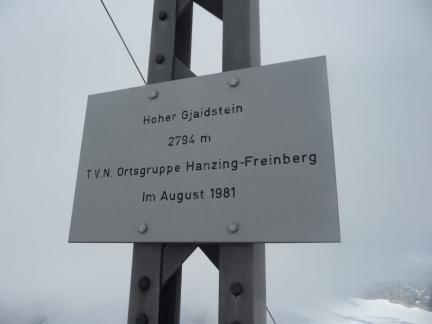 Hoher Gjaidstein
2794 m
T.V.N. Ortsgruppe Hanzing-Freinberg
Im August 1981